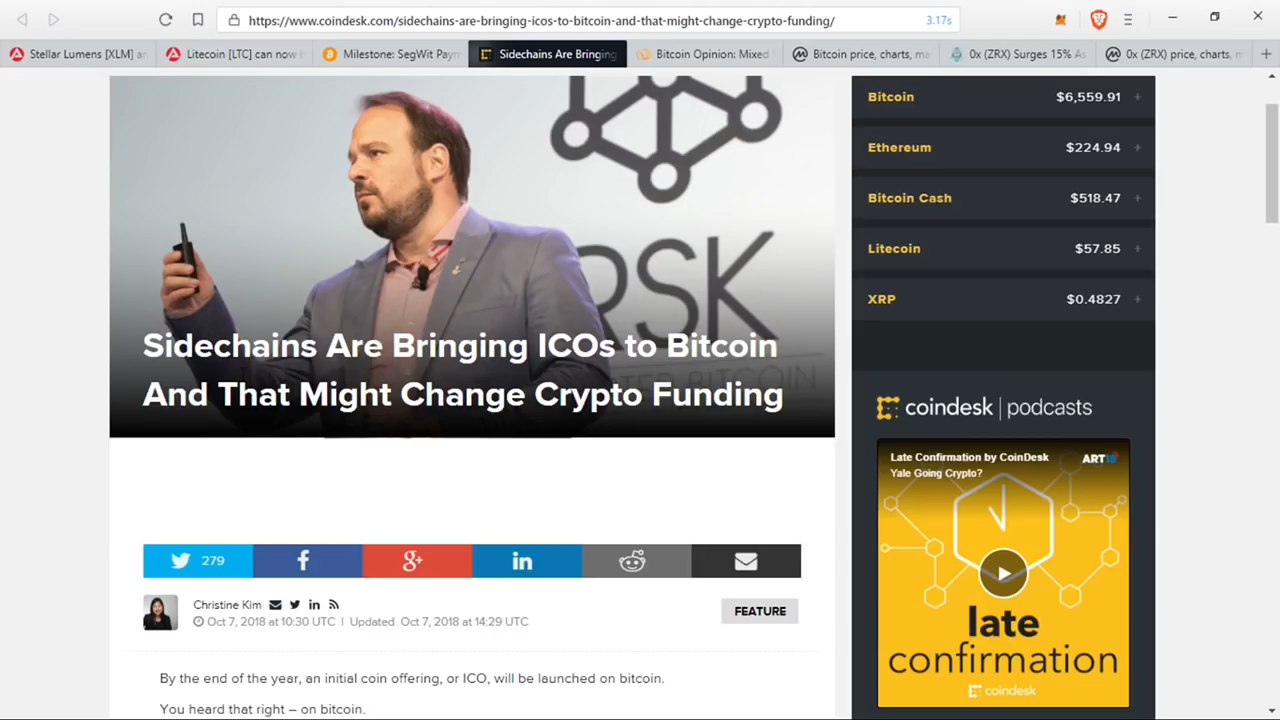 https://www.coindesk.com/sidechains-are-bringing-icos-to-bitcoin-and-that-might-change-crypto-funding/
3.17s
Stellar Lumens [XLM] an
Litecoin [LTC] can now
Milestone: SegWit Paym
Sidechains Are Bringing
Bitcoin Opinion: Mixed
Bitcoin price, charts, ma
0x (ZRX) Surges 15% As
0x (ZRX) price, charts, m
RSK
BITCOIN
Sidechains Are Bringing ICOs to Bitcoin
And That Might Change Crypto Funding
279
f
g+
in
Christine Kim
Oct 7, 2018 at 10:30 UTC | Updated Oct 7, 2018 at 14:29 UTC
FEATURE
By the end of the year, an initial coin offering, or ICO, will be launched on bitcoin.
You heard that right – on bitcoin.
Bitcoin $6,559.91 +
Ethereum $224.94 +
Bitcoin Cash $518.47 +
Litecoin $57.85 +
XRP $0.4827 +
coindesk | podcasts
Late Confirmation by CoinDesk
Yale Going Crypto?
ART19
late
confirmation
coindesk